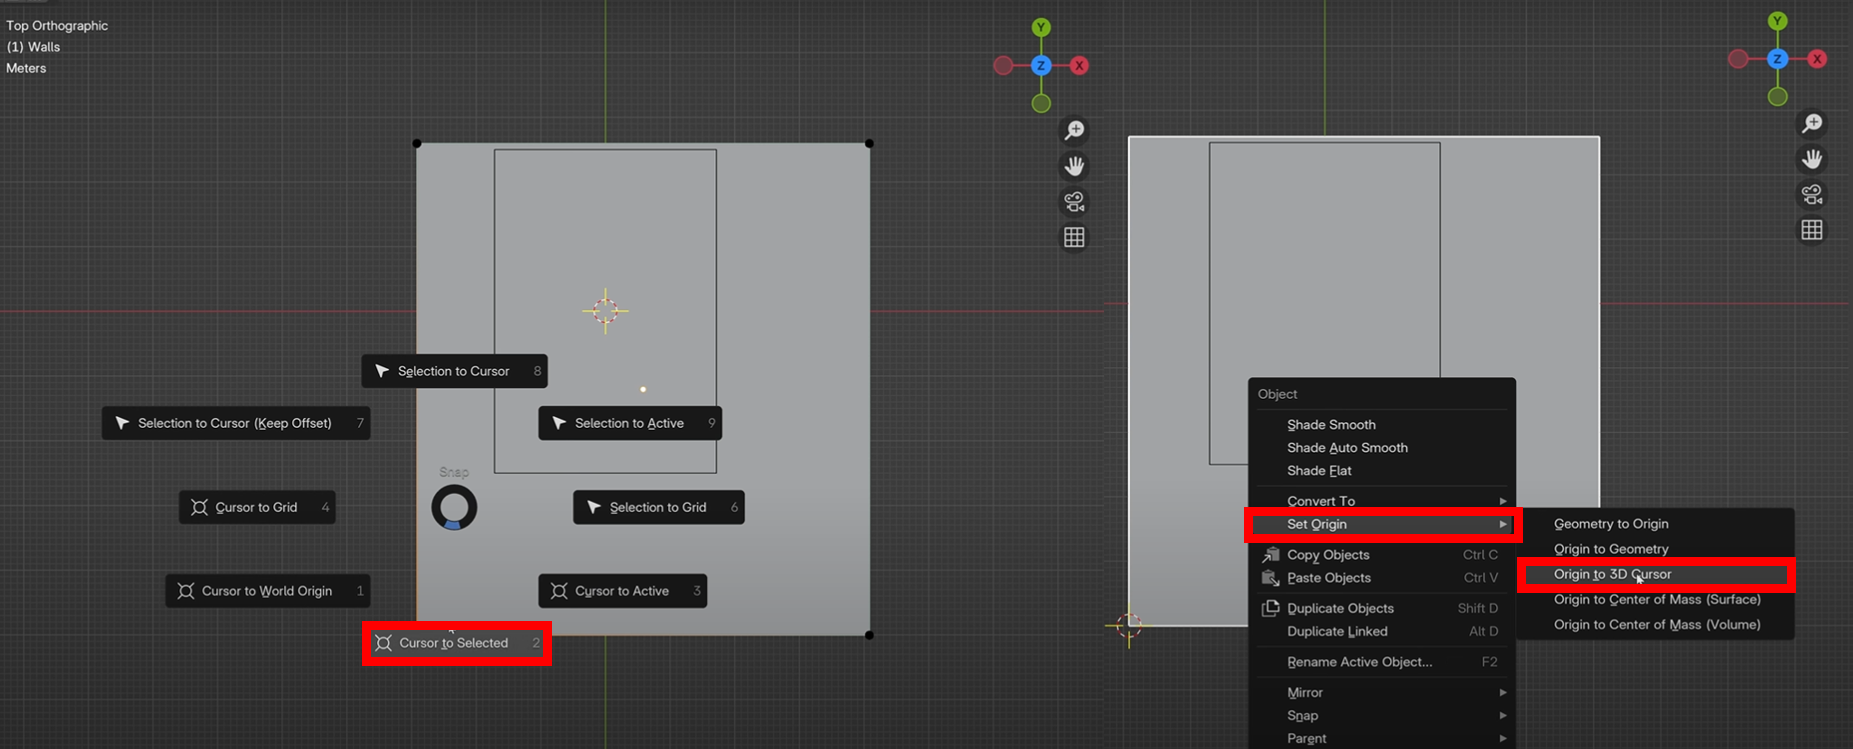 Top Orthographic
(1) Walls
Meters
Y
Z
X
Selection to Cursor 8
Selection to Cursor (Keep Offset) 7
Selection to Active 9
Snap
Cursor to Grid 4
Selection to Grid 6
Cursor to World Origin 1
Cursor to Active 3
Cursor to Selected 2
Y
Z
X
Object
Shade Smooth
Shade Auto Smooth
Shade Flat
Convert To
Set Origin
Copy Objects Ctrl C
Paste Objects Ctrl V
Duplicate Objects Shift D
Duplicate Linked Alt D
Rename Active Object... F2
Mirror
Snap
Parent
Geometry to Origin
Origin to Geometry
Origin to 3D Cursor
Origin to Center of Mass (Surface)
Origin to Center of Mass (Volume)